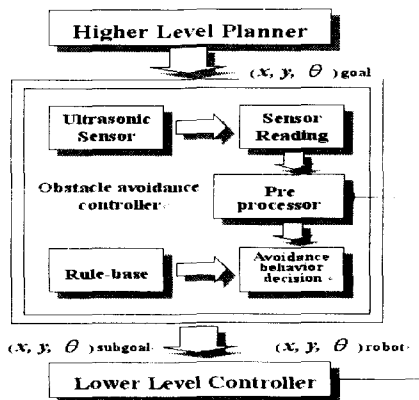 Higher Level Planner
(x, y, θ) goal
Ultrasonic Sensor
Sensor Reading
Obstacle avoidance controller
Pre processor
Rule-base
Avoidance behavior decision
(x, y, θ) subgoal
(x, y, θ) robot
Lower Level Controller